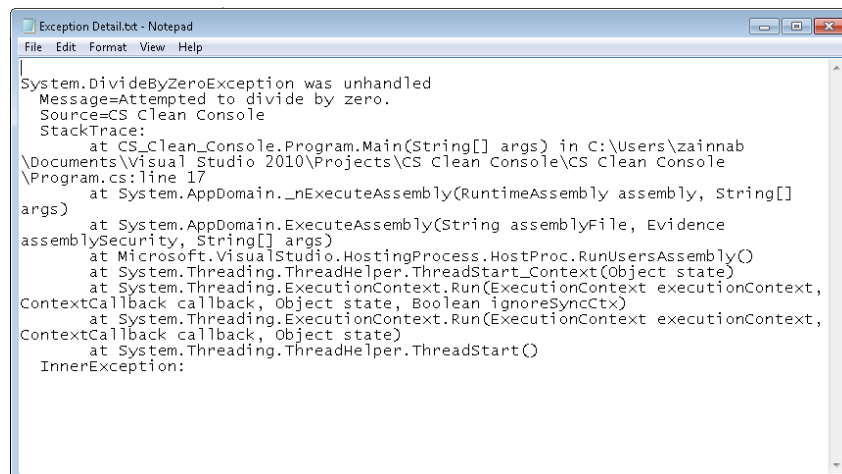 Exception Detail.txt - Notepad
File Edit Format View Help
System.DivideByZeroException was unhandled
  Message=Attempted to divide by zero.
  Source=CS Clean Console
  StackTrace:
       at CS_Clean_Console.Program.Main(String[] args) in C:\Users\zainnab
\Documents\Visual Studio 2010\Projects\CS Clean Console\CS Clean Console
\Program.cs:line 17
       at System.AppDomain._nExecuteAssembly(RuntimeAssembly assembly, String[]
args)
       at System.AppDomain.ExecuteAssembly(String assemblyFile, Evidence
assemblySecurity, String[] args)
       at Microsoft.VisualStudio.HostingProcess.HostProc.RunUsersAssembly()
       at System.Threading.ThreadHelper.ThreadStart_Context(Object state)
       at System.Threading.ExecutionContext.Run(ExecutionContext executionContext,
ContextCallback callback, Object state, Boolean ignoreSyncCtx)
       at System.Threading.ExecutionContext.Run(ExecutionContext executionContext,
ContextCallback callback, Object state)
       at System.Threading.ThreadHelper.ThreadStart()
  InnerException: